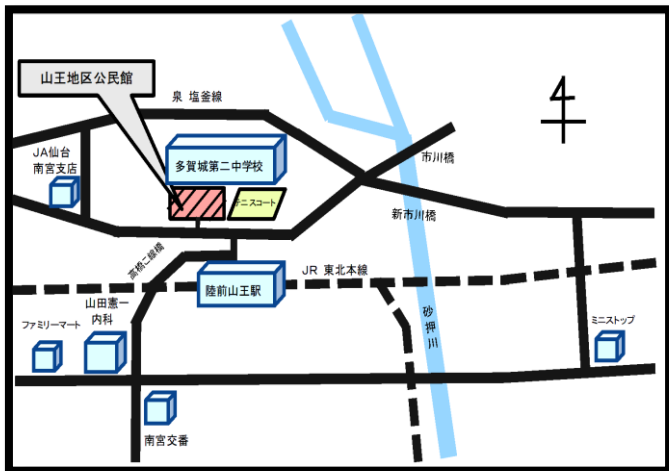 山王地区公民館
泉 塩釜線
JA仙台
南宮支店
多賀城第二中学校
テニスコート
市川橋
新市川橋
高橋こ線橋
JR 東北本線
陸前山王駅
砂押川
山田憲一
内科
ファミリーマート
ミニストップ
南宮交番